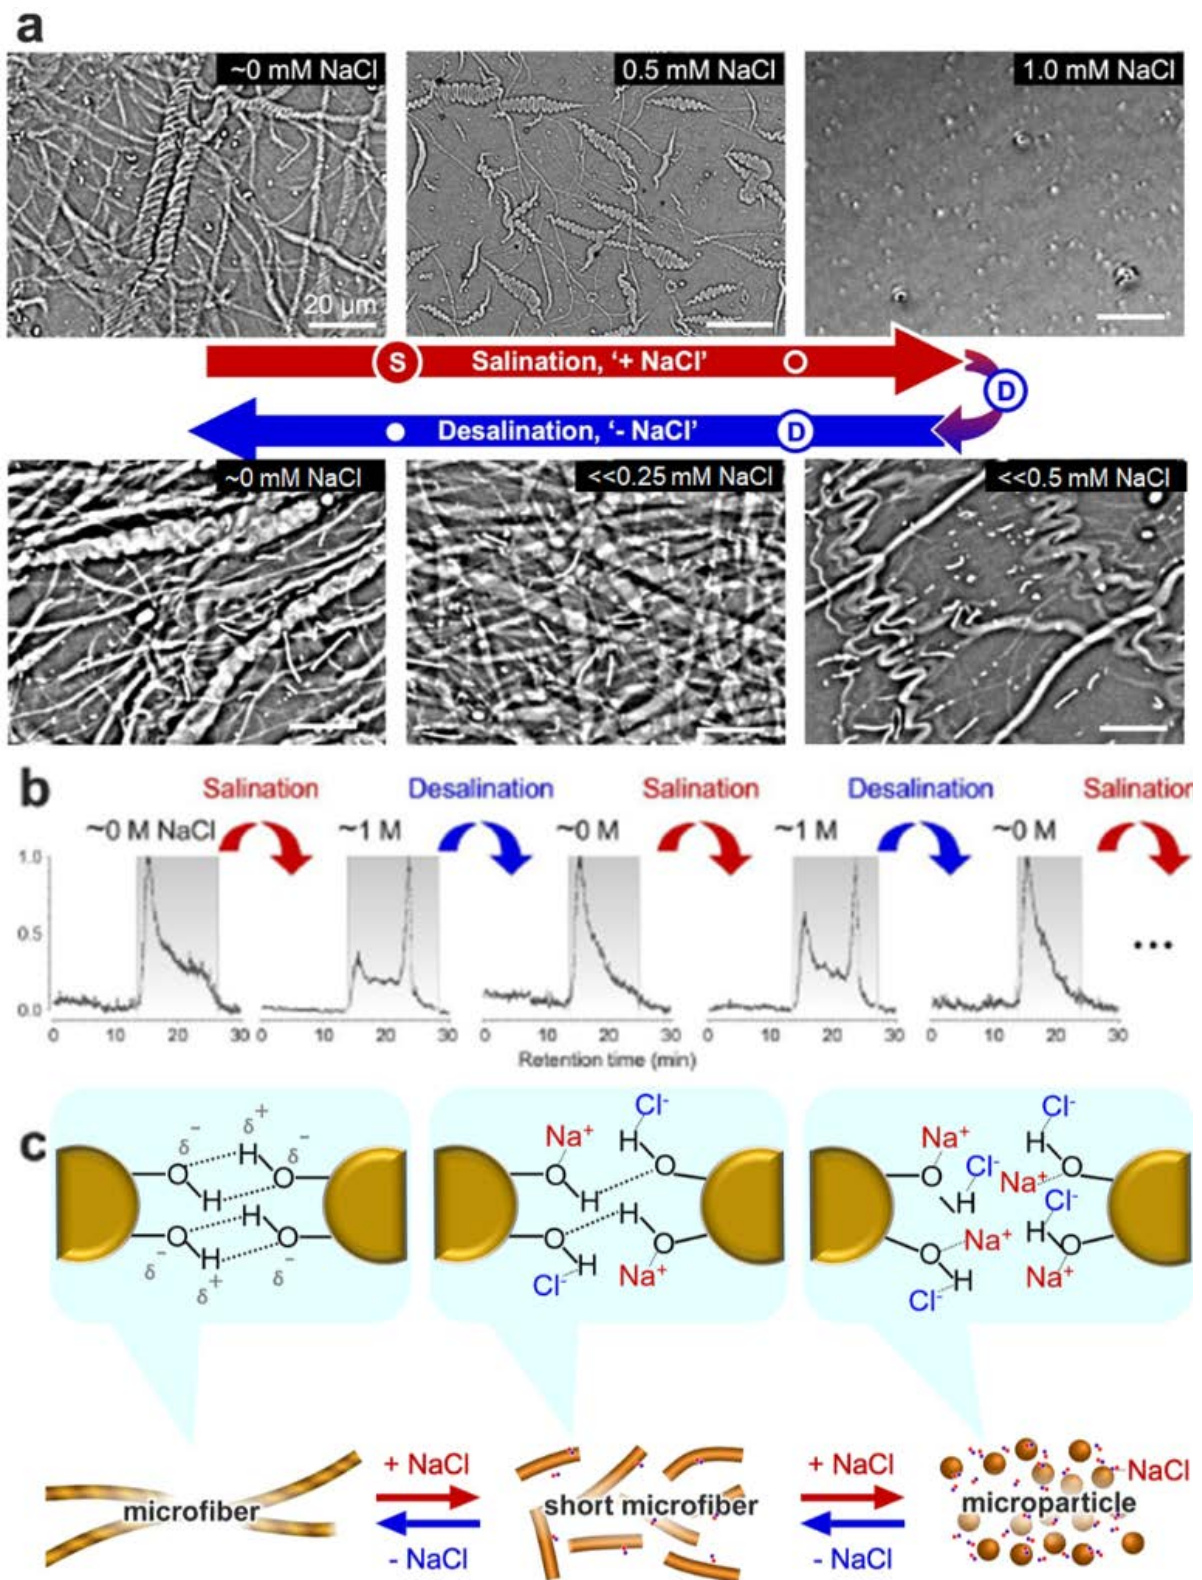 a
~0 mM NaCl
0.5 mM NaCl
1.0 mM NaCl
20 µm
S Salination, '+ NaCl'
D
Desalination, '- NaCl' D
~0 mM NaCl
<<0.25 mM NaCl
<<0.5 mM NaCl
b
Salination Desalination Salination Desalination Salination
~0 M NaCl ~1 M ~0 M ~1 M ~0 M
1.0
0.5
0.0
...
0 10 20 30 0 10 20 30 0 10 20 30 0 10 20 30 0 10 20 30
Retention time (min)
c
δ⁻ δ⁺ δ⁻
H
O O
H
H
O O
H
δ⁻ δ⁺ δ⁻
Cl⁻
Na⁺ H
O O
H
H
O O
H
Cl⁻ Na⁺
Cl⁻
Na⁺ H
O Cl⁻ O
H Na⁺
Cl⁻
H
O Na⁺ O
H Na⁺
Cl⁻
+ NaCl + NaCl NaCl
microfiber short microfiber microparticle
- NaCl - NaCl